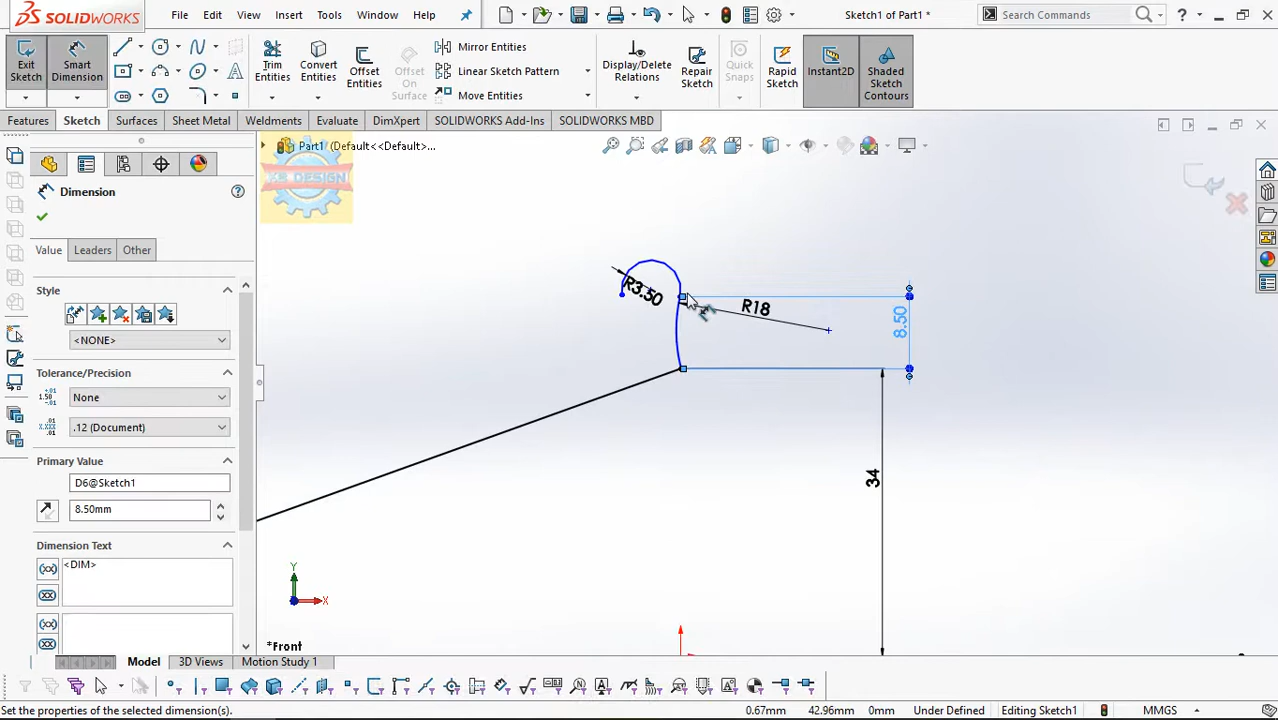 SOLIDWORKS
File Edit View Insert Tools Window Help
Sketch1 of Part1 *
Search Commands
?
Exit Sketch
Smart Dimension
Trim Entities
Convert Entities
Offset Entities
Offset On Surface
Mirror Entities
Linear Sketch Pattern
Move Entities
Display/Delete Relations
Repair Sketch
Quick Snaps
Rapid Sketch
Instant2D
Shaded Sketch Contours
Features Sketch Surfaces Sheet Metal Weldments Evaluate DimXpert SOLIDWORKS Add-Ins SOLIDWORKS MBD
Part1 (Default<<Default>...
KB DESIGN
Dimension
Value Leaders Other
Style
<NONE>
Tolerance/Precision
None
.12 (Document)
Primary Value
D6@Sketch1
8.50mm
Dimension Text
<DIM>
R3.50
R18
8.50
34
Y
X
*Front
Model 3D Views Motion Study 1
Set the properties of the selected dimension(s).
0.67mm 42.96mm 0mm Under Defined Editing Sketch1 MMGS